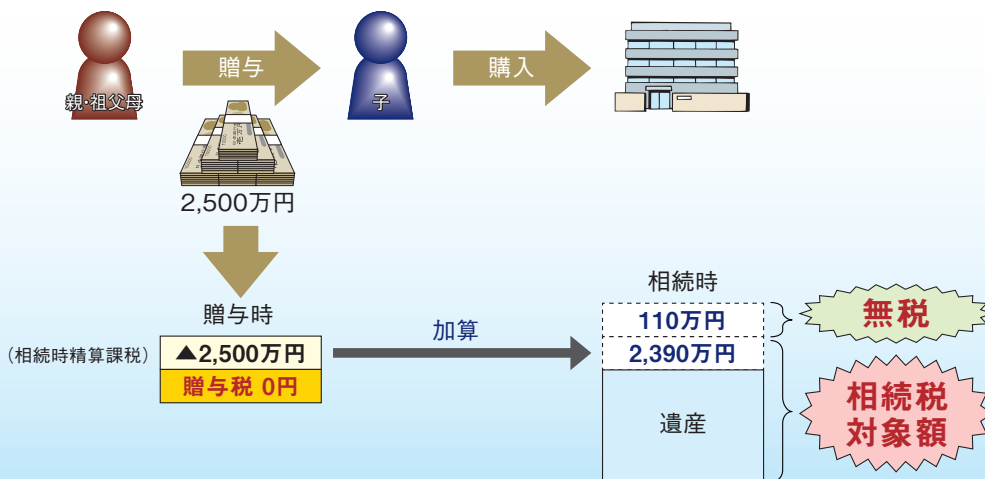 贈与
購入
親・祖父母
子
2,500万円
贈与時
相続時
(相続時精算課税)
▲2,500万円
贈与税 0円
加算
110万円
2,390万円
遺産
無税
相続税
対象額